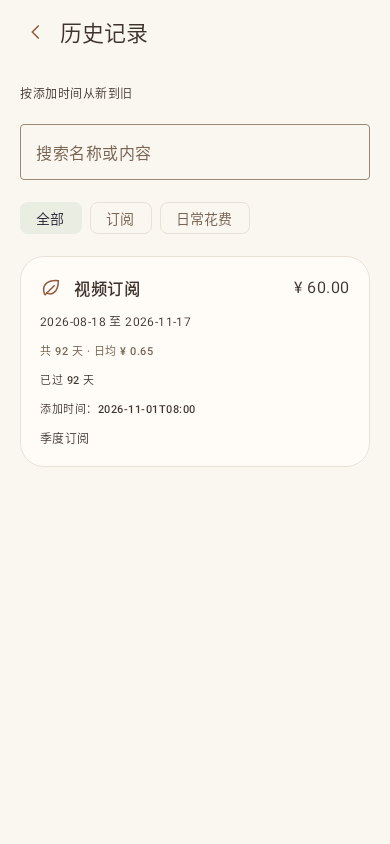 历史记录
按添加时间从新到旧
搜索名称或内容
全部 订阅 日常花费
视频订阅 ¥ 60.00
2026-08-18 至 2026-11-17
共 92 天 · 日均 ¥ 0.65
已过 92 天
添加时间：2026-11-01T08:00
季度订阅